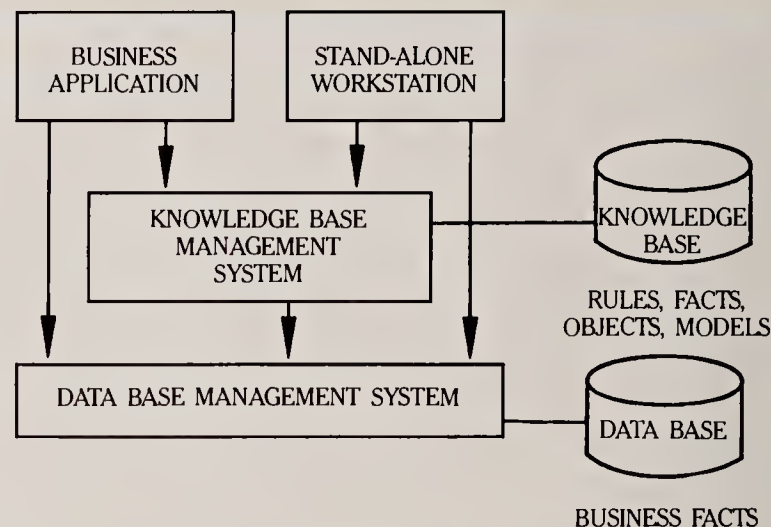 BUSINESS
APPLICATION
STAND-ALONE
WORKSTATION
KNOWLEDGE BASE
MANAGEMENT
SYSTEM
KNOWLEDGE
BASE
RULES, FACTS,
OBJECTS, MODELS
DATA BASE MANAGEMENT SYSTEM
DATA BASE
BUSINESS FACTS